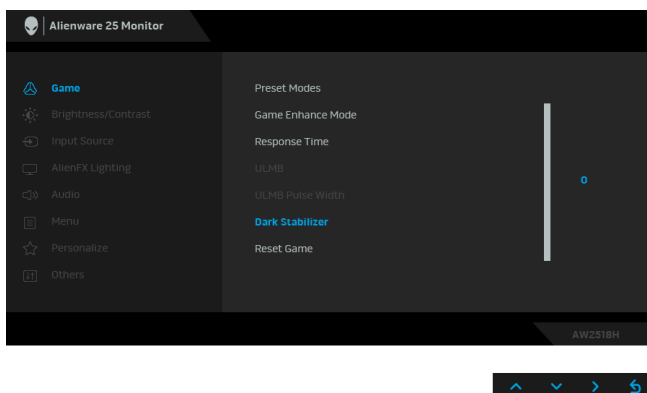 Alienware 25 Monitor
Game
Brightness/Contrast
Input Source
AlienFX Lighting
Audio
Menu
Personalize
Others
Preset Modes
Game Enhance Mode
Response Time
ULMB
ULMB Pulse Width
Dark Stabilizer
Reset Game
0
AW2518H